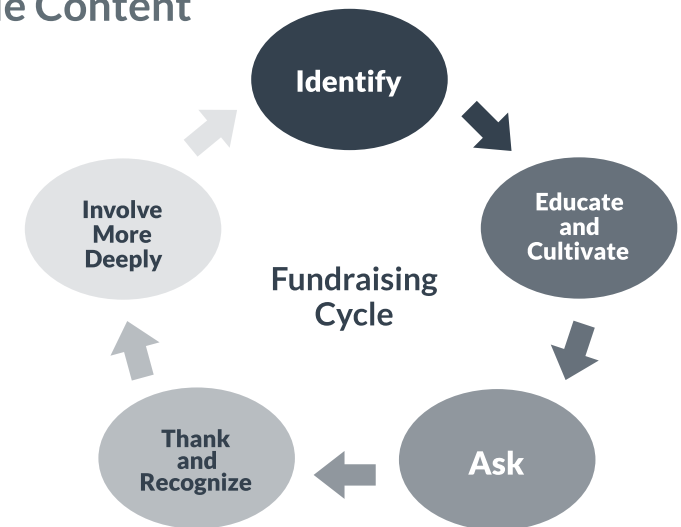 e Content
Identify
Educate
and
Cultivate
Ask
Thank
and
Recognize
Involve
More
Deeply
Fundraising
Cycle